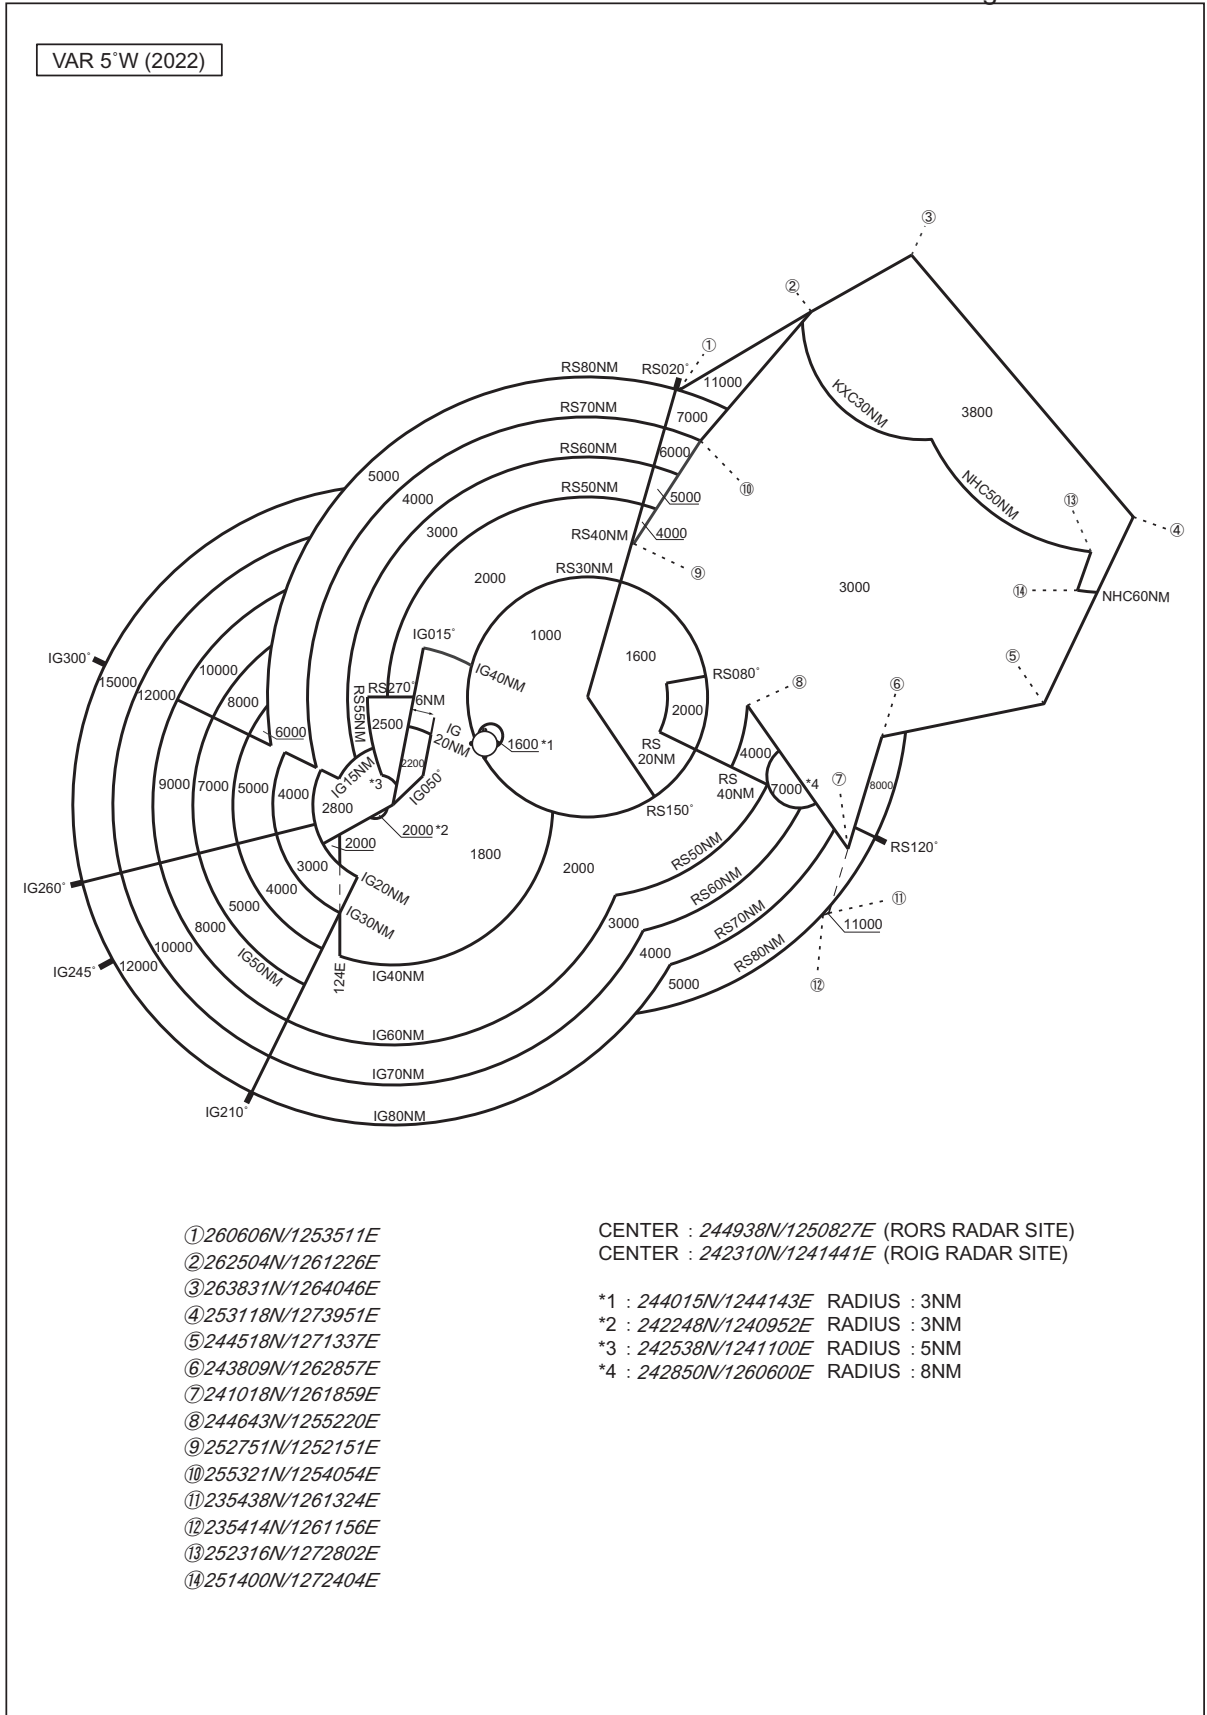 VAR 5°W (2022)
③
②
①
RS80NM
RS020°
11000
RS70NM
7000
KXC30NM
3800
RS60NM
6000
5000
4000
RS50NM
5000
⑩
NHC50NM
⑬
④
3000
RS40NM
4000
⑨
RS30NM
2000
3000
⑭
NHC60NM
IG015°
1000
1600
IG300°
15000
12000
10000
8000
6000
IG40NM
RS080°
⑤
RS270°
6NM
RS55NM
2500
IG
20NM
2000
⑧
⑥
1600 *1
RS
20NM
4000
2200
IG15NM
*3
IG050°
9000
7000
5000
4000
2800
RS
40NM
7000
*4
⑦
8000
RS150°
2000 *2
2000
RS120°
1800
2000
RS50NM
3000
IG260°
IG20NM
4000
RS60NM
5000
IG30NM
3000
RS70NM
⑪
11000
8000
IG50NM
4000
RS80NM
10000
IG245°
12000
124E
IG40NM
5000
⑫
IG60NM
IG70NM
IG210°
IG80NM
①260606N/1253511E
②262504N/1261226E
③263831N/1264046E
④253118N/1273951E
⑤244518N/1271337E
⑥243809N/1262857E
⑦241018N/1261859E
⑧244643N/1255220E
⑨252751N/1252151E
⑩255321N/1254054E
⑪235438N/1261324E
⑫235414N/1261156E
⑬252316N/1272802E
⑭251400N/1272404E
CENTER : 244938N/1250827E (RORS RADAR SITE)
CENTER : 242310N/1241441E (ROIG RADAR SITE)
*1 : 244015N/1244143E RADIUS : 3NM
*2 : 242248N/1240952E RADIUS : 3NM
*3 : 242538N/1241100E RADIUS : 5NM
*4 : 242850N/1260600E RADIUS : 8NM